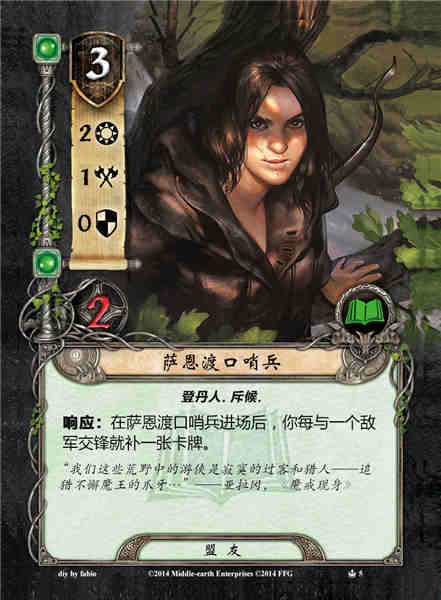 3
2
1
0
2
萨恩渡口哨兵
登丹人. 斥候.
响应：在萨恩渡口哨兵进场后，你每与一个敌
军交锋就补一张卡牌。
“我们这些荒野中的游侠是寂寞的过客和猎人——追
猎不懈魔王的爪牙…”——亚拉冈，《魔戒现身》
盟 友
diy by fabio ©2014 Middle-earth Enterprises ©2014 FFG 5